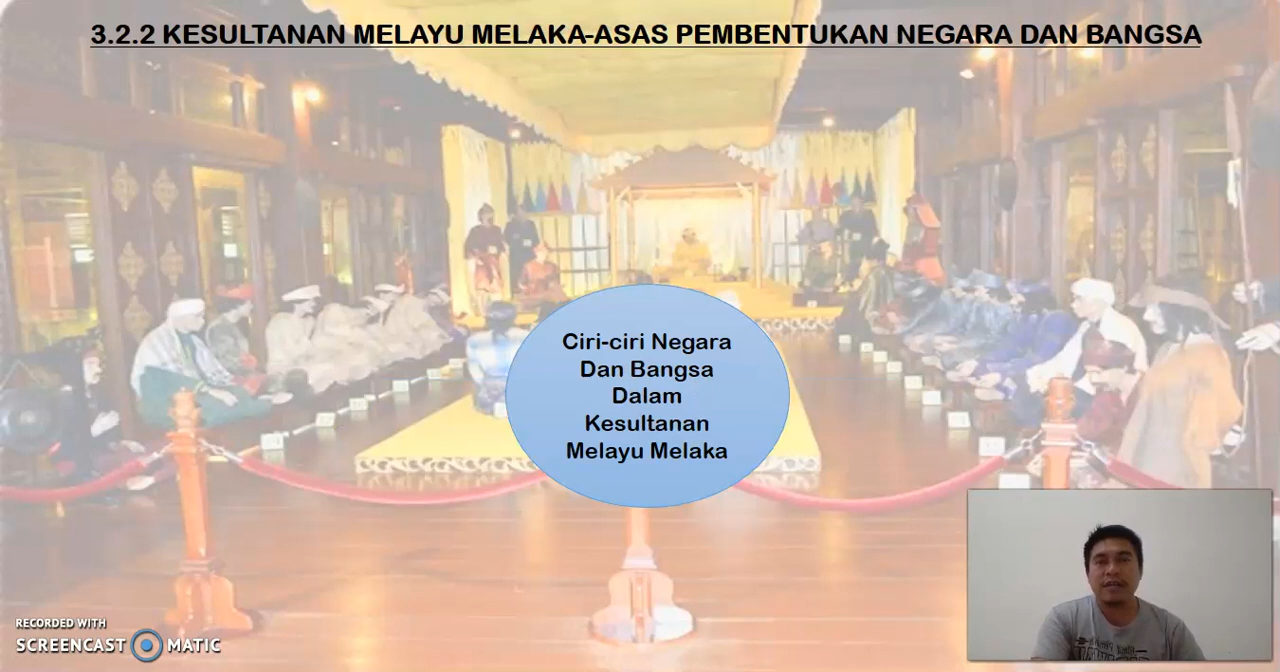 3.2.2 KESULTANAN MELAYU MELAKA-ASAS PEMBENTUKAN NEGARA DAN BANGSA
Ciri-ciri Negara
Dan Bangsa
Dalam
Kesultanan
Melayu Melaka
RECORDED WITH
SCREENCAST MATIC